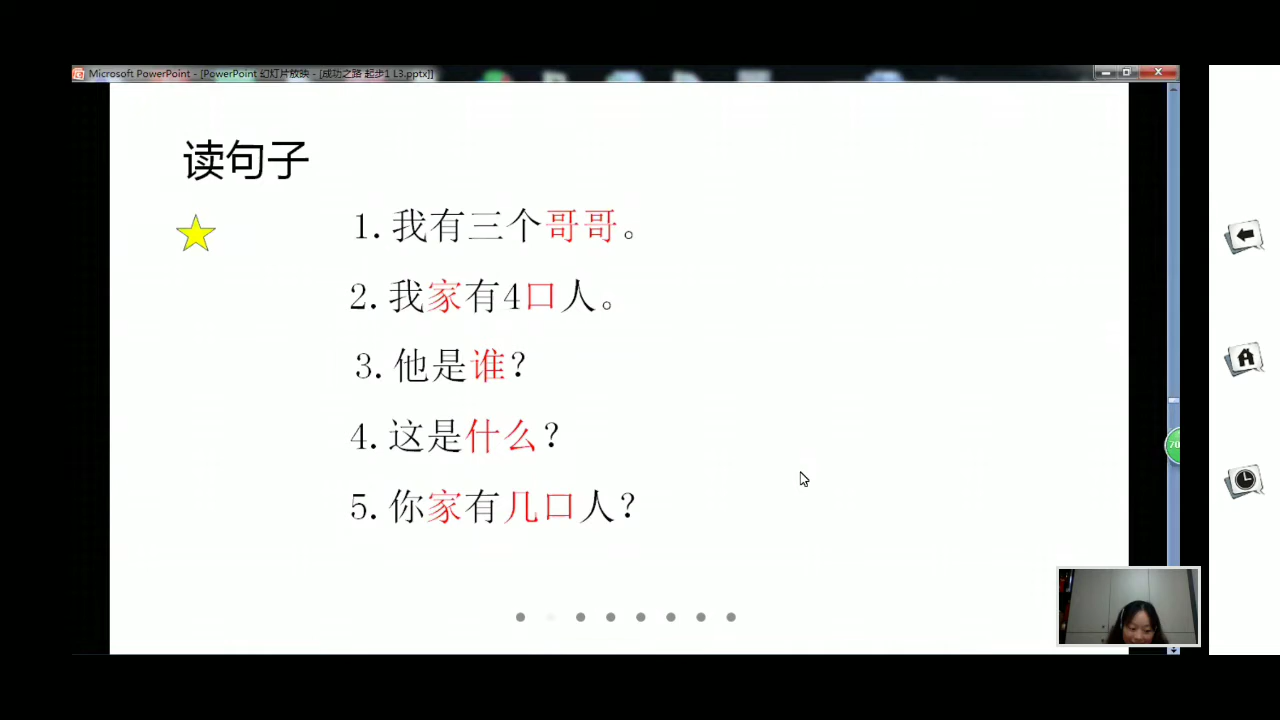 Microsoft PowerPoint - [PowerPoint 幻灯片放映 - [成功之路 起步1 L3.pptx]]
读句子
1.我有三个哥哥。
2.我家有4口人。
3.他是谁?
4.这是什么?
5.你家有几口人?
70